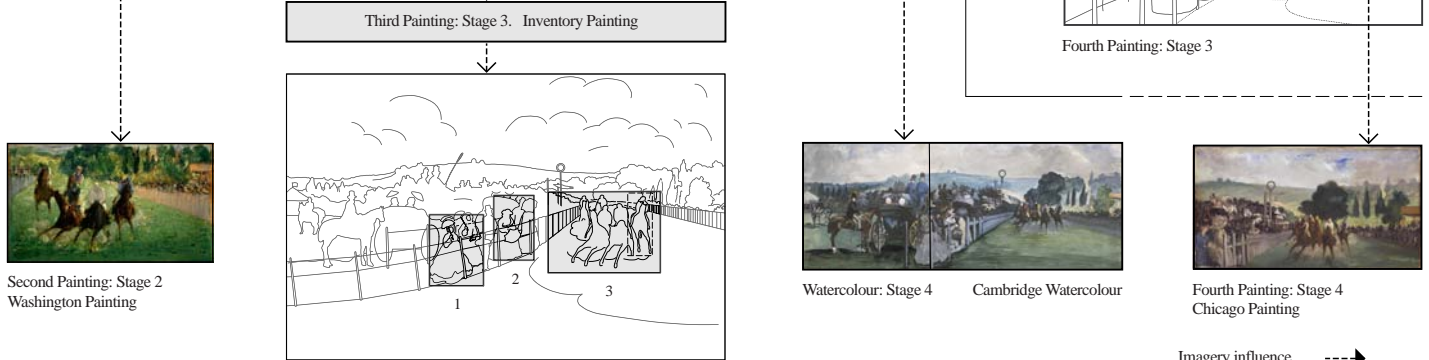 Third Painting: Stage 3. Inventory Painting
Fourth Painting: Stage 3
Second Painting: Stage 2
Washington Painting
1
2
3
Watercolour: Stage 4
Cambridge Watercolour
Fourth Painting: Stage 4
Chicago Painting
Imagery influence